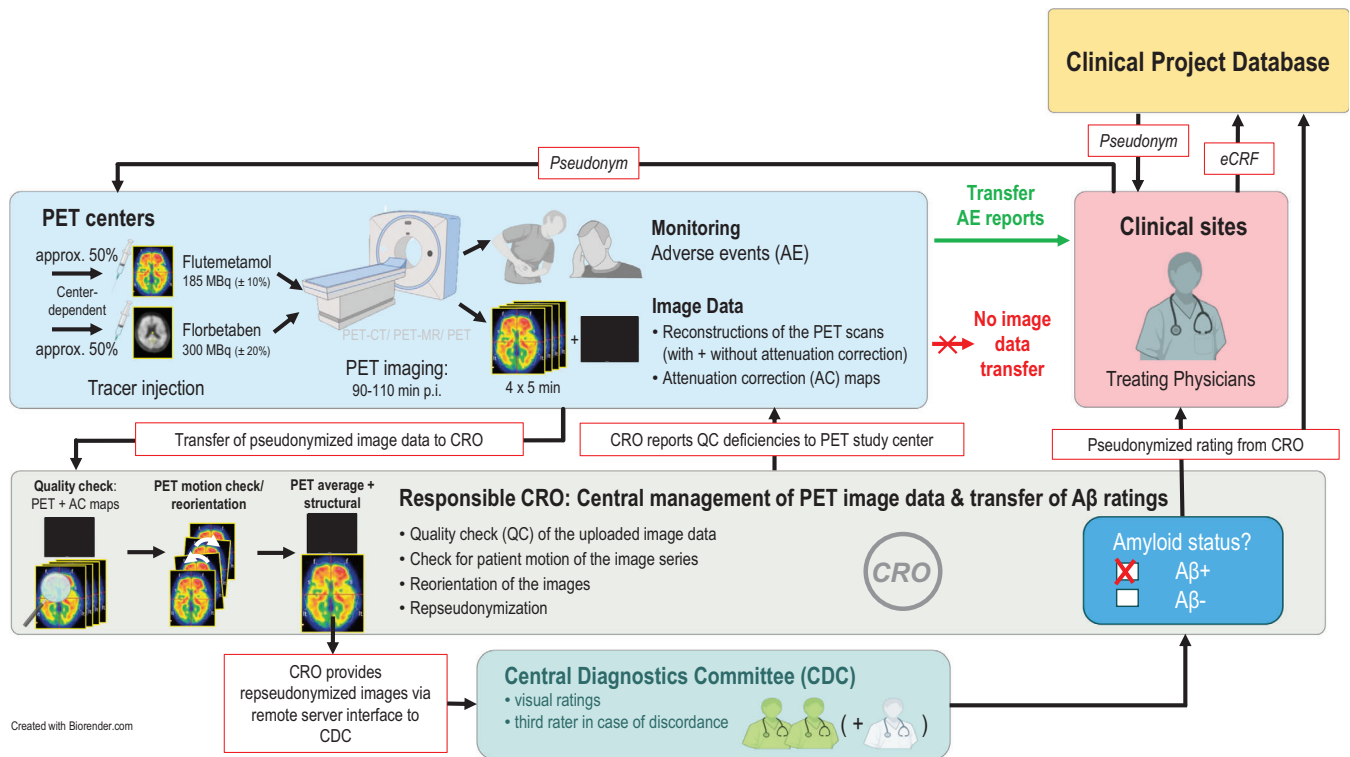 Clinical Project Database
Pseudonym
Pseudonym
eCRF
PET centers
approx. 50%
Center-
dependent
approx. 50%
Flutemetamol
185 MBq (± 10%)
Florbetaben
300 MBq (± 20%)
Tracer injection
PET-CT/ PET-MR/ PET
PET imaging:
90-110 min p.i.
+
4 x 5 min
Monitoring
Adverse events (AE)
Image Data
• Reconstructions of the PET scans
(with + without attenuation correction)
• Attenuation correction (AC) maps
Transfer
AE reports
No image
data
transfer
Clinical sites
Treating Physicians
Transfer of pseudonymized image data to CRO
CRO reports QC deficiencies to PET study center
Pseudonymized rating from CRO
Quality check:
PET + AC maps
PET motion check/
reorientation
PET average +
structural
Responsible CRO: Central management of PET image data & transfer of Aβ ratings
• Quality check (QC) of the uploaded image data
• Check for patient motion of the image series
• Reorientation of the images
• Repseudonymization
CRO
Amyloid status?
Aβ+
Aβ-
CRO provides
repseudonymized images via
remote server interface to
CDC
Central Diagnostics Committee (CDC)
• visual ratings
• third rater in case of discordance
( + )
Created with Biorender.com